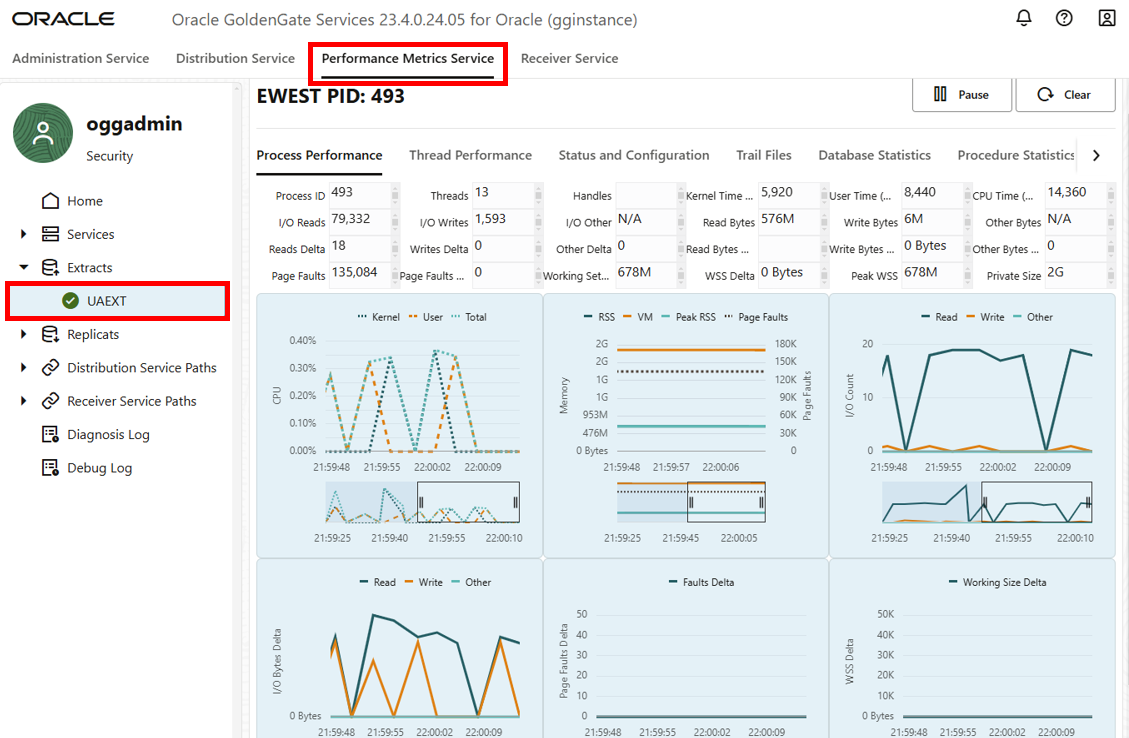 ORACLE Oracle GoldenGate Services 23.4.0.24.05 for Oracle (gginstance)
Administration Service Distribution Service Performance Metrics Service Receiver Service
oggadmin
Security
Home
Services
Extracts
UAEXT
Replicats
Distribution Service Paths
Receiver Service Paths
Diagnosis Log
Debug Log
EWEST PID: 493
Pause Clear
Process Performance Thread Performance Status and Configuration Trail Files Database Statistics Procedure Statistics
Process ID 493 Threads 13 Handles Kernel Time ... 5,920 User Time (... 8,440 CPU Time (... 14,360
I/O Reads 79,332 I/O Writes 1,593 I/O Other N/A Read Bytes 576M Write Bytes 6M Other Bytes N/A
Reads Delta 18 Writes Delta 0 Other Delta 0 Read Bytes ... Write Bytes ... 0 Bytes Other Bytes ... 0
Page Faults 135,084 Page Faults ... 0 Working Set... 678M WSS Delta 0 Bytes Peak WSS 678M Private Size 2G
Kernel User Total
CPU
0.40%
0.30%
0.20%
0.10%
0.00%
21:59:48 21:59:55 22:00:02 22:00:09
21:59:25 21:59:40 21:59:55 22:00:10
RSS VM Peak RSS Page Faults
Memory
2G
2G
1G
1G
953M
476M
0 Bytes
180K
150K
120K
90K
60K
30K
0
Page Faults
21:59:48 21:59:57 22:00:06
21:59:25 21:59:45 22:00:05
Read Write Other
I/O Count
20
10
0
21:59:48 21:59:55 22:00:02 22:00:09
21:59:25 21:59:40 21:59:55 22:00:10
Read Write Other
I/O Bytes Delta
0 Bytes
21:59:48 21:59:55 22:00:02 22:00:09
Faults Delta
Page Faults Delta
50
40
30
20
10
0
21:59:48 21:59:55 22:00:02 22:00:09
Working Size Delta
WSS Delta
50K
40K
30K
20K
10K
0 Bytes
21:59:48 21:59:55 22:00:02 22:00:09